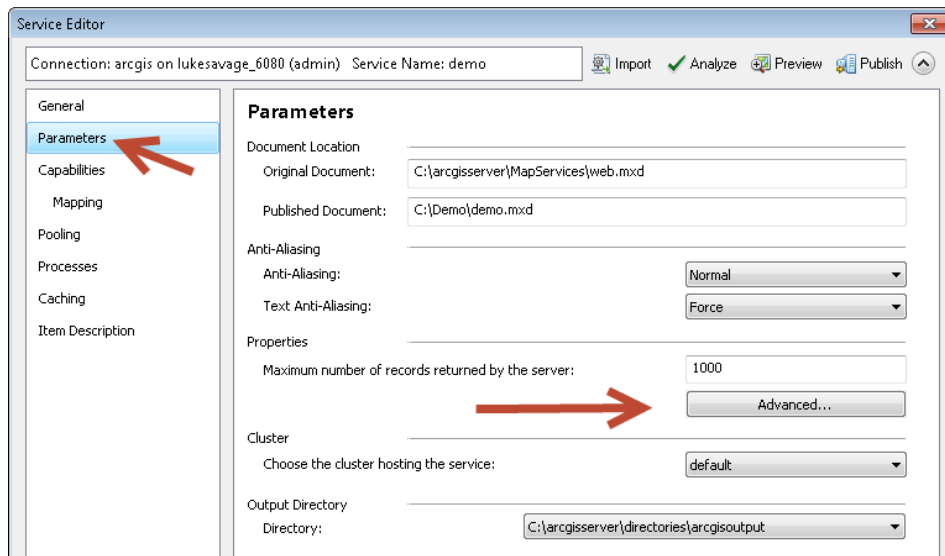 Service Editor
Connection: arcgis on lukesavage_6080 (admin) Service Name: demo
Import
Analyze
Preview
Publish
General
Parameters
Capabilities
Mapping
Pooling
Processes
Caching
Item Description
Parameters
Document Location
Original Document: C:\arcgisserver\MapServices\web.mxd
Published Document: C:\Demo\demo.mxd
Anti-Aliasing
Anti-Aliasing: Normal
Text Anti-Aliasing: Force
Properties
Maximum number of records returned by the server: 1000
Advanced...
Cluster
Choose the cluster hosting the service: default
Output Directory
Directory: C:\arcgisserver\directories\arcgisoutput